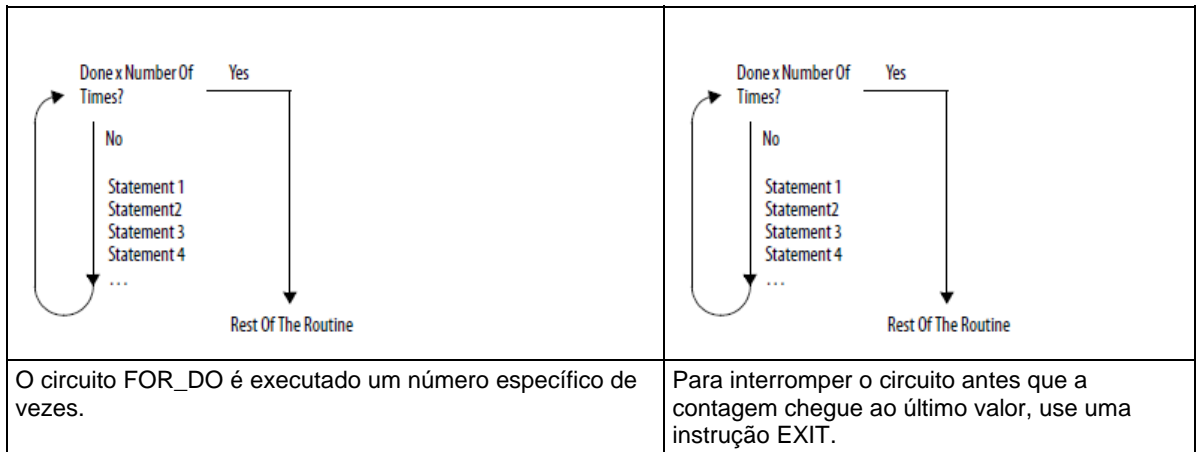 Done x Number Of Yes
Times?
No
Statement 1
Statement2
Statement 3
Statement 4
...
Rest Of The Routine
Done x Number Of Yes
Times?
No
Statement 1
Statement2
Statement 3
Statement 4
...
Rest Of The Routine
O circuito FOR_DO é executado um número específico de
vezes.
Para interromper o circuito antes que a
contagem chegue ao último valor, use uma
instrução EXIT.